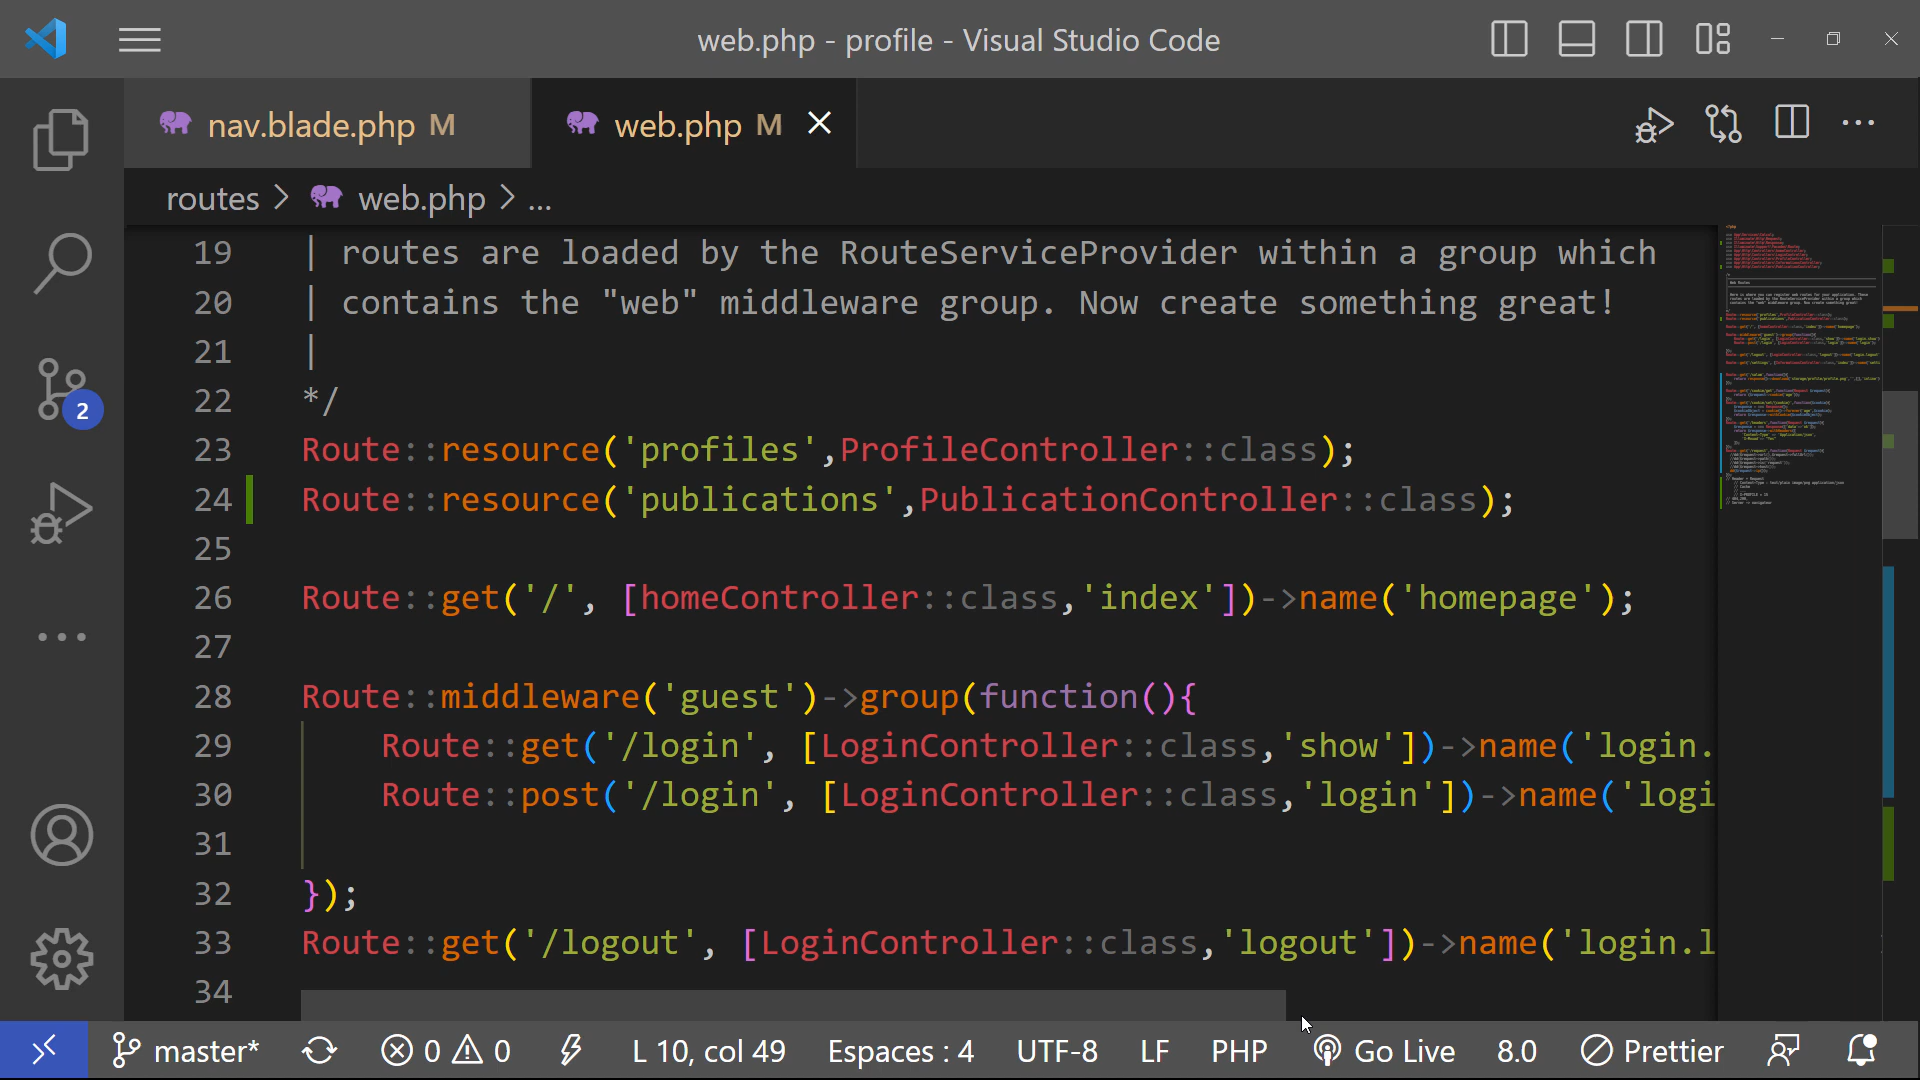 web.php - profile - Visual Studio Code
nav.blade.php M
web.php M
routes > web.php > ...
19 | routes are loaded by the RouteServiceProvider within a group which
20 | contains the "web" middleware group. Now create something great!
21 |
22 */
23 Route::resource('profiles',ProfileController::class);
24 Route::resource('publications',PublicationController::class);
25
26 Route::get('/', [homeController::class,'index'])->name('homepage');
27
28 Route::middleware('guest')->group(function(){
29 Route::get('/login', [LoginController::class,'show'])->name('login.
30 Route::post('/login', [LoginController::class,'login'])->name('logi
31
32 });
33 Route::get('/logout', [LoginController::class,'logout'])->name('login.l
34
2
master* 0 0 L 10, col 49 Espaces : 4 UTF-8 LF PHP Go Live 8.0 Prettier